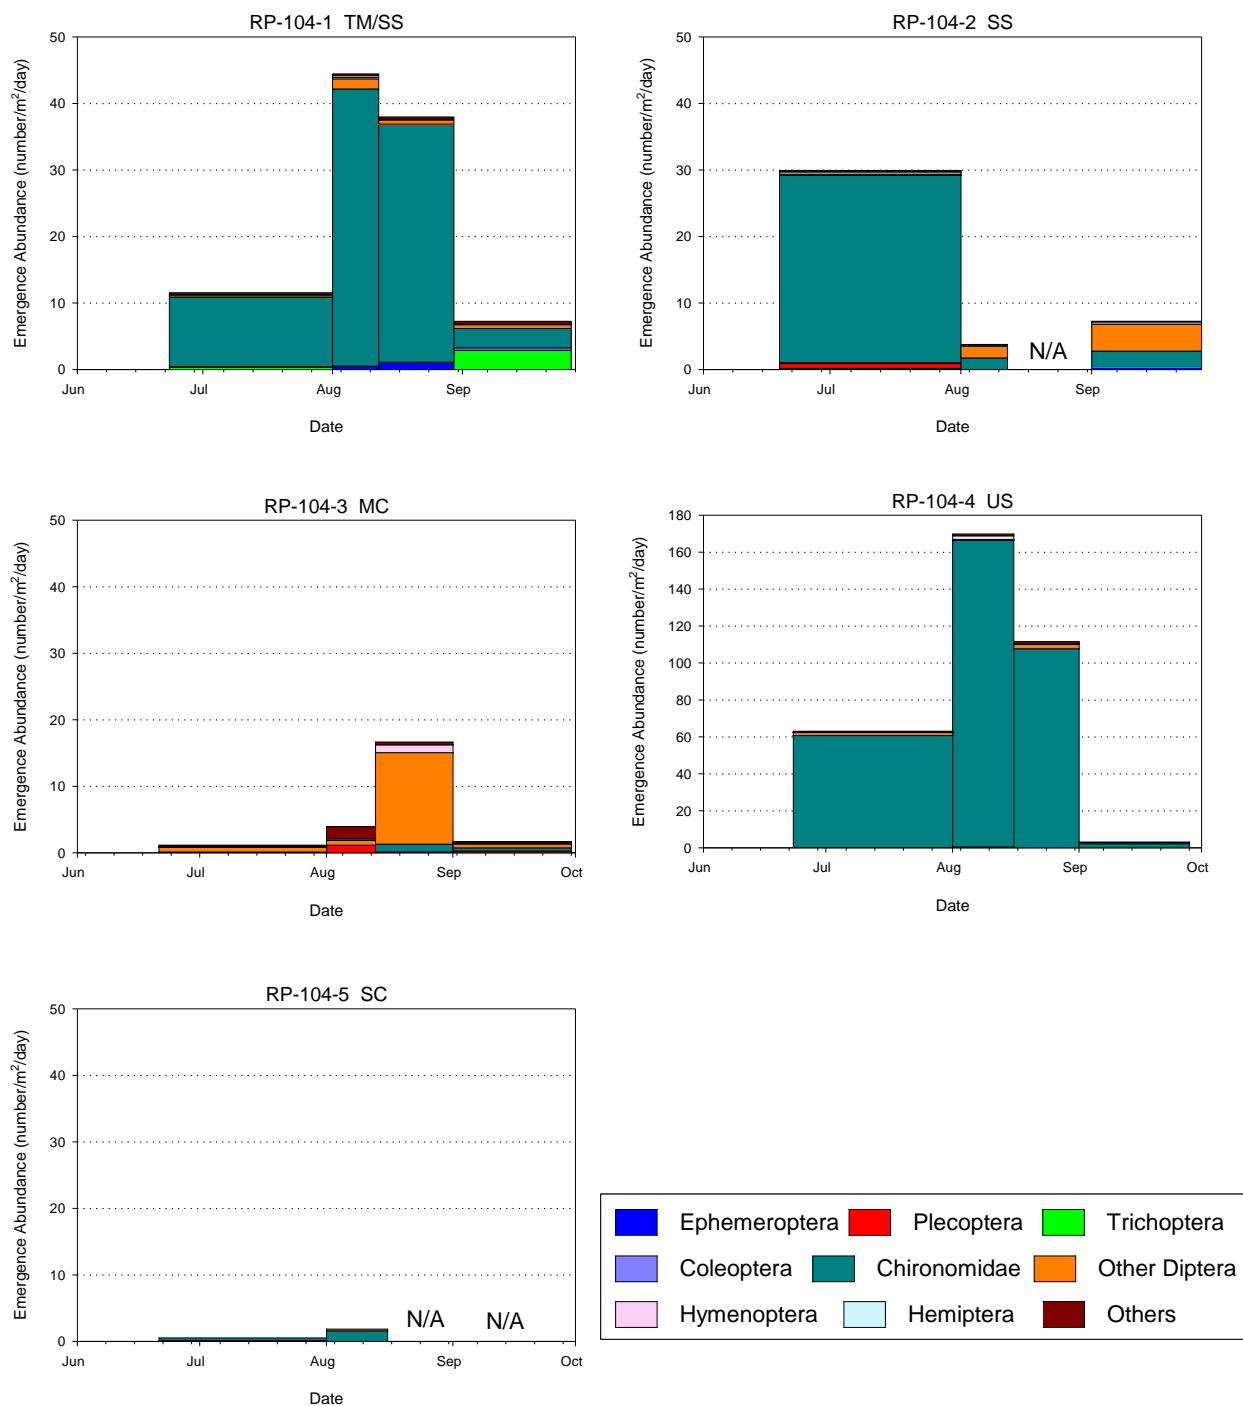 RP-104-1 TM/SS
50
40
30
20
10
0
Emergence Abundance (number/m²/day)
Jun Jul Aug Sep
Date
RP-104-2 SS
50
40
30
20
10
0
Emergence Abundance (number/m²/day)
N/A
Jun Jul Aug Sep
Date
RP-104-3 MC
50
40
30
20
10
0
Emergence Abundance (number/m²/day)
Jun Jul Aug Sep Oct
Date
RP-104-4 US
180
160
140
120
100
80
60
40
20
0
Emergence Abundance (number/m²/day)
Jun Jul Aug Sep Oct
Date
RP-104-5 SC
50
40
30
20
10
0
Emergence Abundance (number/m²/day)
N/A N/A
Jun Jul Aug Sep Oct
Date
Ephemeroptera Plecoptera Trichoptera
Coleoptera Chironomidae Other Diptera
Hymenoptera Hemiptera Others